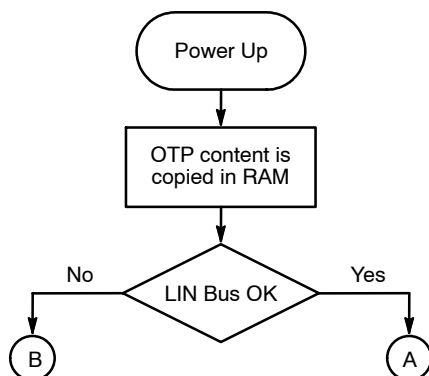 Power Up
OTP content is
copied in RAM
No
LIN Bus OK
Yes
B
A